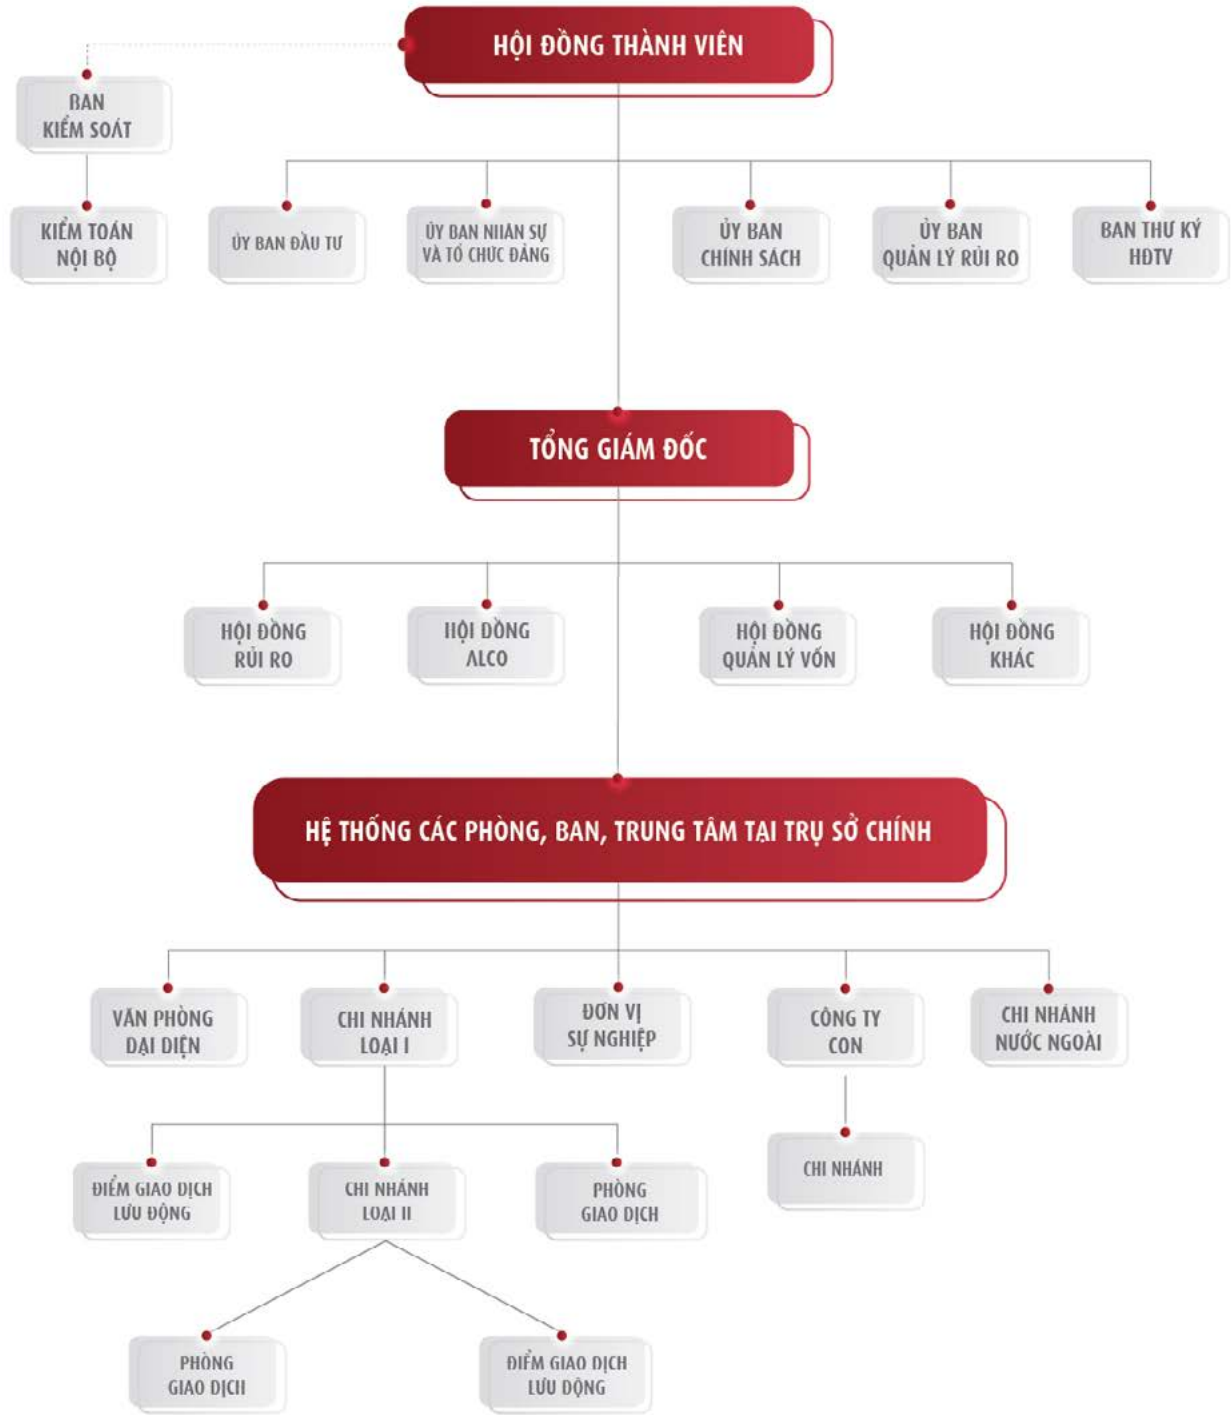 HỘI ĐỒNG THÀNH VIÊN
BAN
KIỂM SOÁT
KIỂM TOÁN
NỘI BỘ
ỦY BAN ĐẦU TƯ
ỦY BAN NHÂN SỰ
VÀ TỔ CHỨC ĐẢNG
ỦY BAN
CHÍNH SÁCH
ỦY BAN
QUẢN LÝ RỦI RO
BAN THƯ KÝ
HĐTV
TỔNG GIÁM ĐỐC
HỘI ĐỒNG
RỦI RO
HỘI ĐỒNG
ALCO
HỘI ĐỒNG
QUẢN LÝ VỐN
HỘI ĐỒNG
KHÁC
HỆ THỐNG CÁC PHÒNG, BAN, TRUNG TÂM TẠI TRỤ SỞ CHÍNH
VĂN PHÒNG
ĐẠI DIỆN
CHI NHÁNH
LOẠI I
ĐƠN VỊ
SỰ NGHIỆP
CÔNG TY
CON
CHI NHÁNH
NƯỚC NGOÀI
ĐIỂM GIAO DỊCH
LƯU ĐỘNG
CHI NHÁNH
LOẠI II
PHÒNG
GIAO DỊCH
CHI NHÁNH
PHÒNG
GIAO DỊCH
ĐIỂM GIAO DỊCH
LƯU ĐỘNG